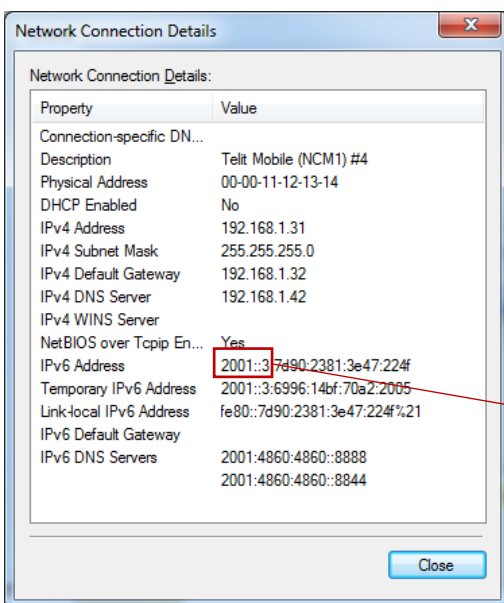 Network Connection Details
Network Connection Details:
Property Value
Connection-specific DN...
Description Telit Mobile (NCM1) #4
Physical Address 00-00-11-12-13-14
DHCP Enabled No
IPv4 Address 192.168.1.31
IPv4 Subnet Mask 255.255.255.0
IPv4 Default Gateway 192.168.1.32
IPv4 DNS Server 192.168.1.42
IPv4 WINS Server
NetBIOS over Tcpip En... Yes
IPv6 Address 2001::3:7d90:2381:3e47:224f
Temporary IPv6 Address 2001::3:6996:14bf:70a2:2005
Link-local IPv6 Address fe80::7d90:2381:3e47:224f%21
IPv6 Default Gateway
IPv6 DNS Servers 2001:4860:4860::8888
2001:4860:4860::8844
Close